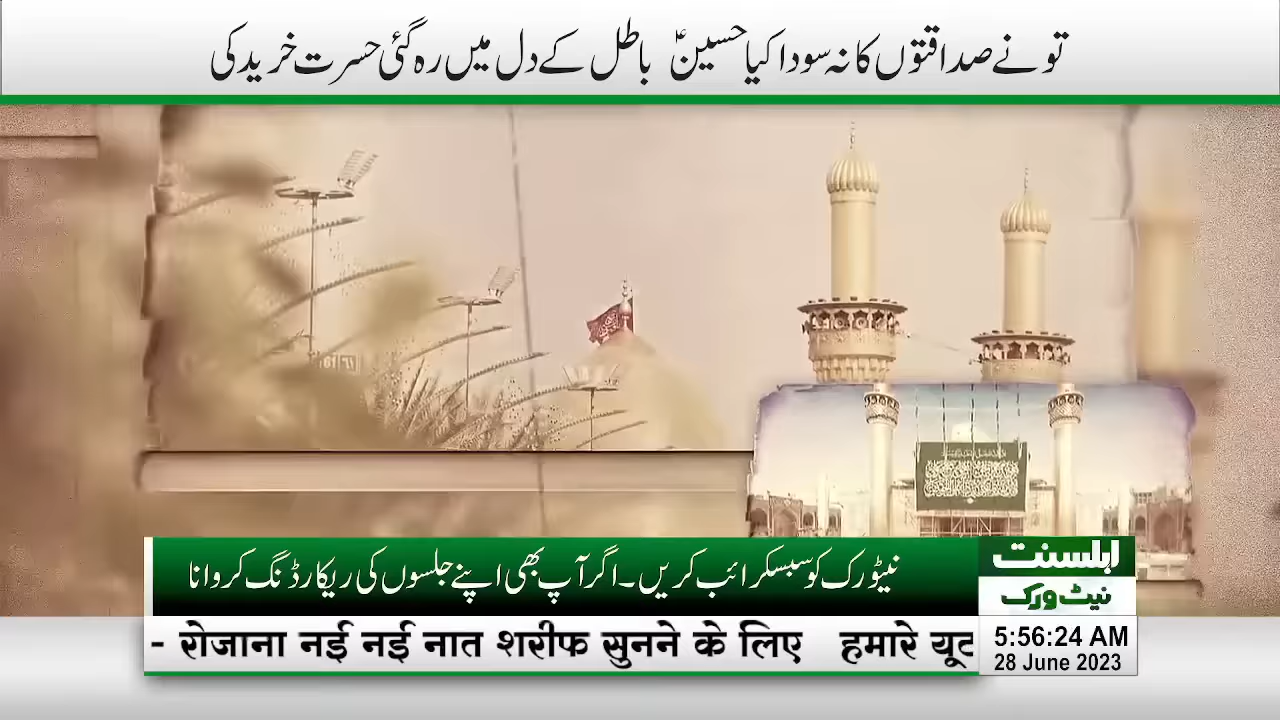 تو نے صداقتوں کا نہ سودا کیا حسینؑ باطل کے دل میں رہ گئی حسرت خرید کی
نیٹورک کو سبسکرائب کریں۔ اگر آپ بھی اپنے جلسوں کی ریکارڈنگ کروانا
اہلسنت
نیٹ ورک
- रोजाना नई नई नात शरीफ सुनने के लिए हमारे यूट
5:56:24 AM
28 June 2023